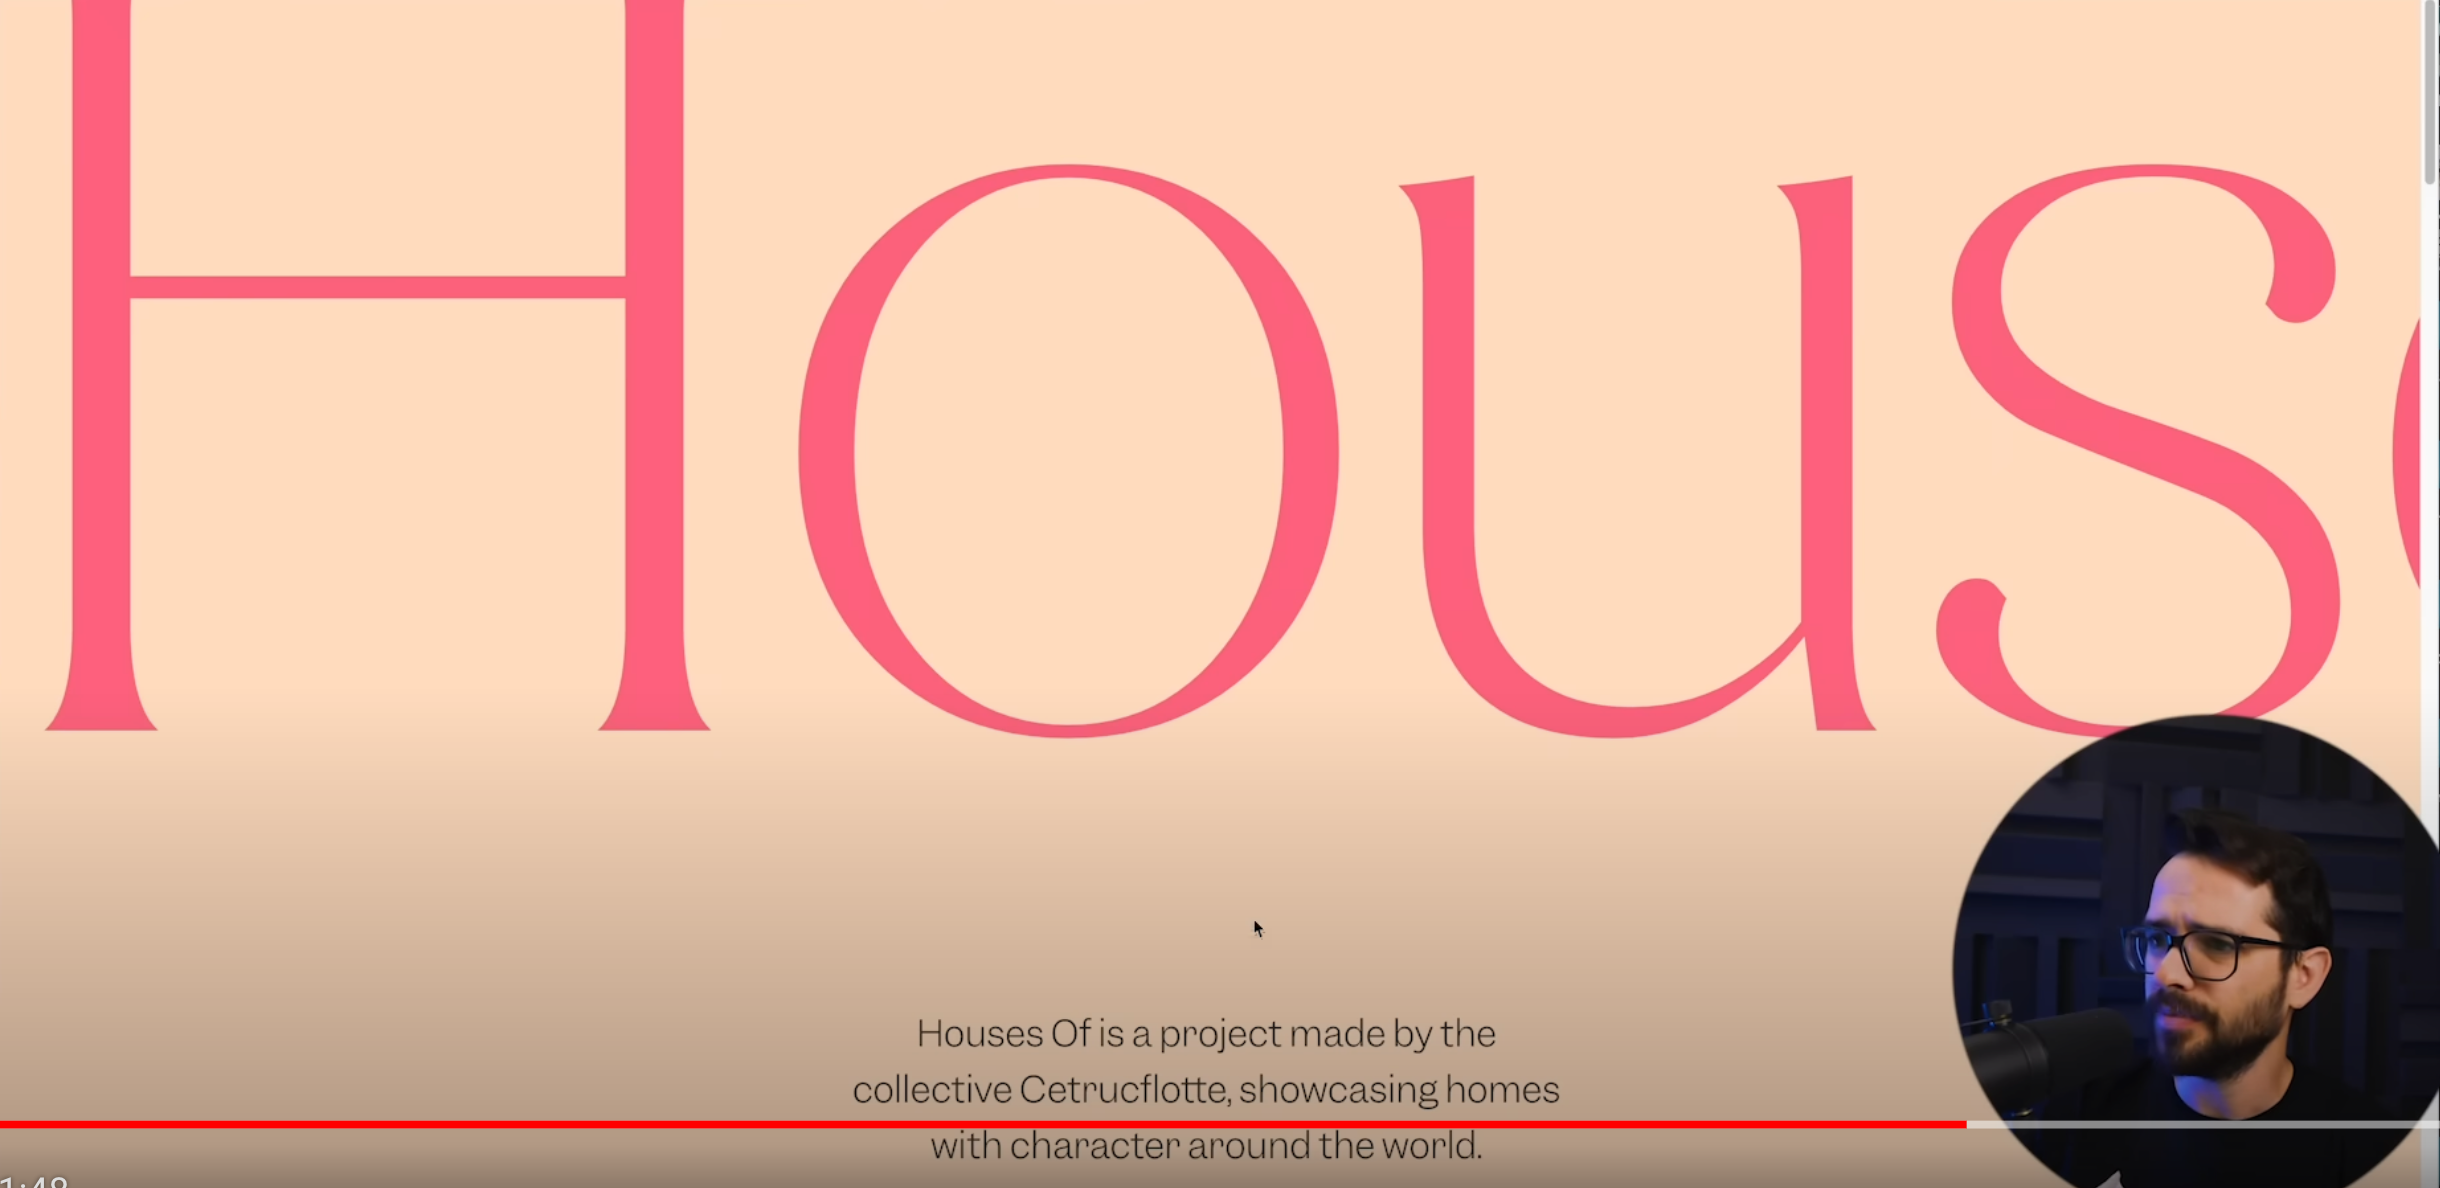 Hous
Houses Of is a project made by the
collective Cetrucflotte, showcasing homes
with character around the world.
1:48